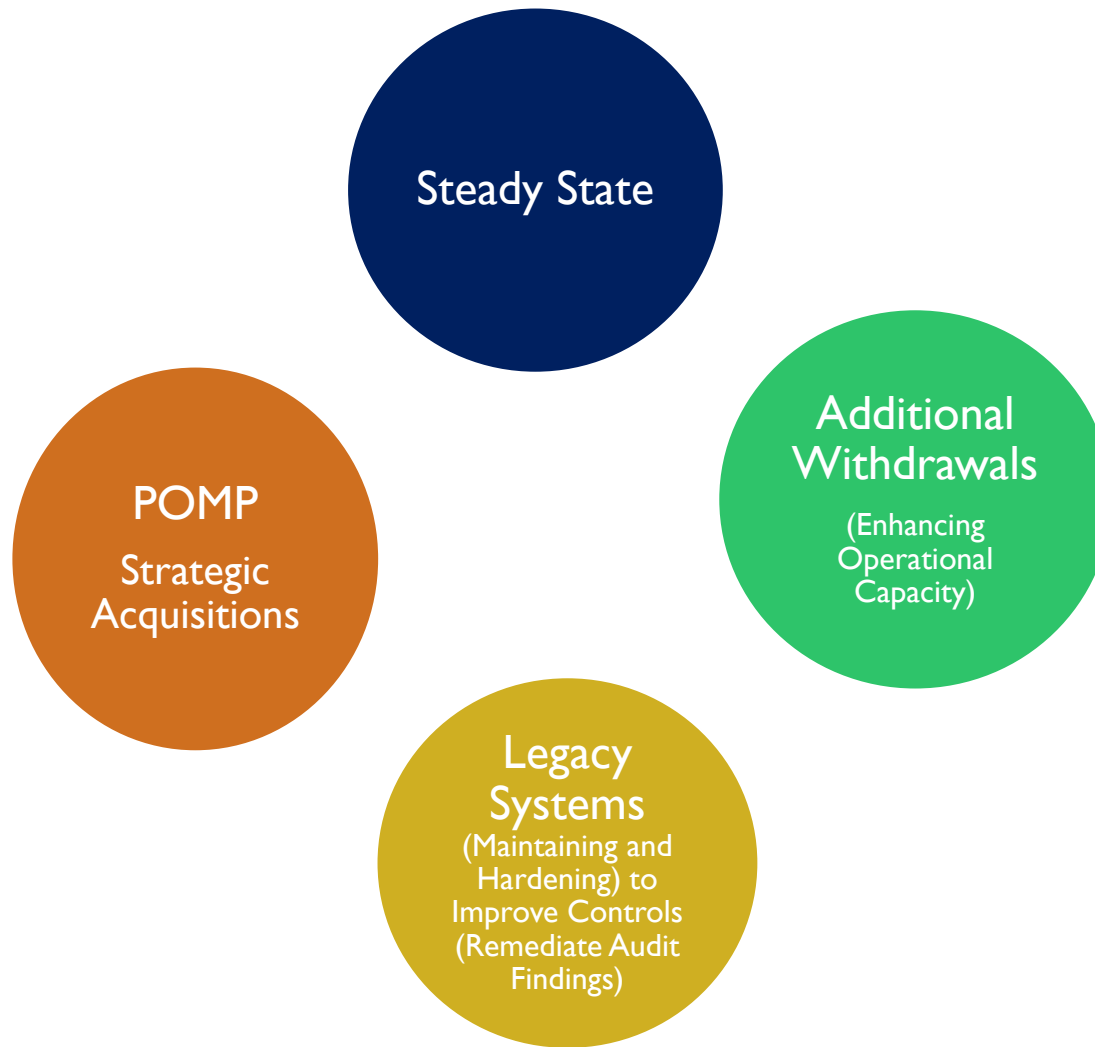 Steady State
Additional
Withdrawals
(Enhancing
Operational
Capacity)
POMP
Strategic
Acquisitions
Legacy
Systems
(Maintaining and
Hardening) to
Improve Controls
(Remediate Audit
Findings)